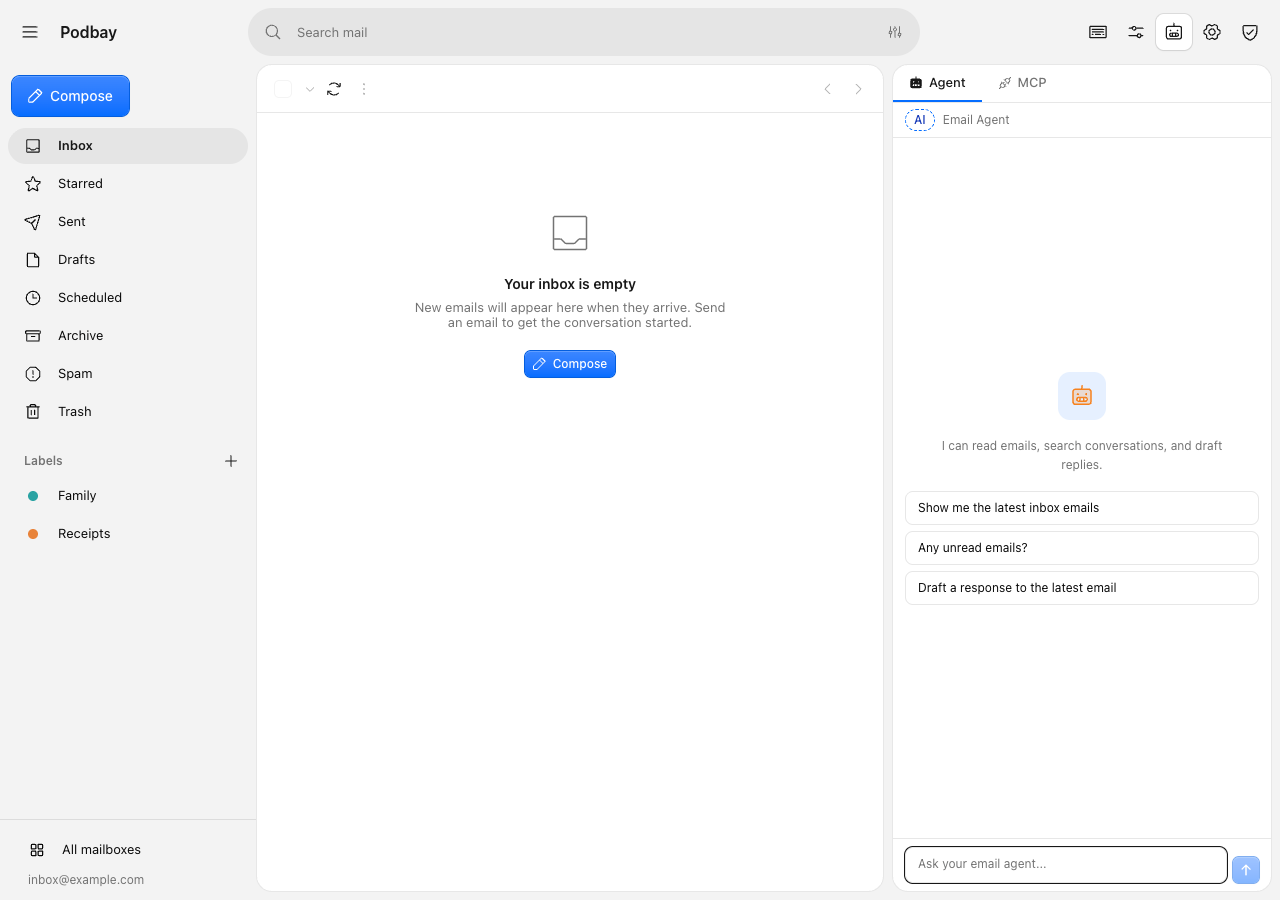 Podbay
Search mail
Compose
Inbox
Starred
Sent
Drafts
Scheduled
Archive
Spam
Trash
Labels
Family
Receipts
All mailboxes
inbox@example.com
Your inbox is empty
New emails will appear here when they arrive. Send
an email to get the conversation started.
Compose
Agent
MCP
AI
Email Agent
I can read emails, search conversations, and draft
replies.
Show me the latest inbox emails
Any unread emails?
Draft a response to the latest email
Ask your email agent...